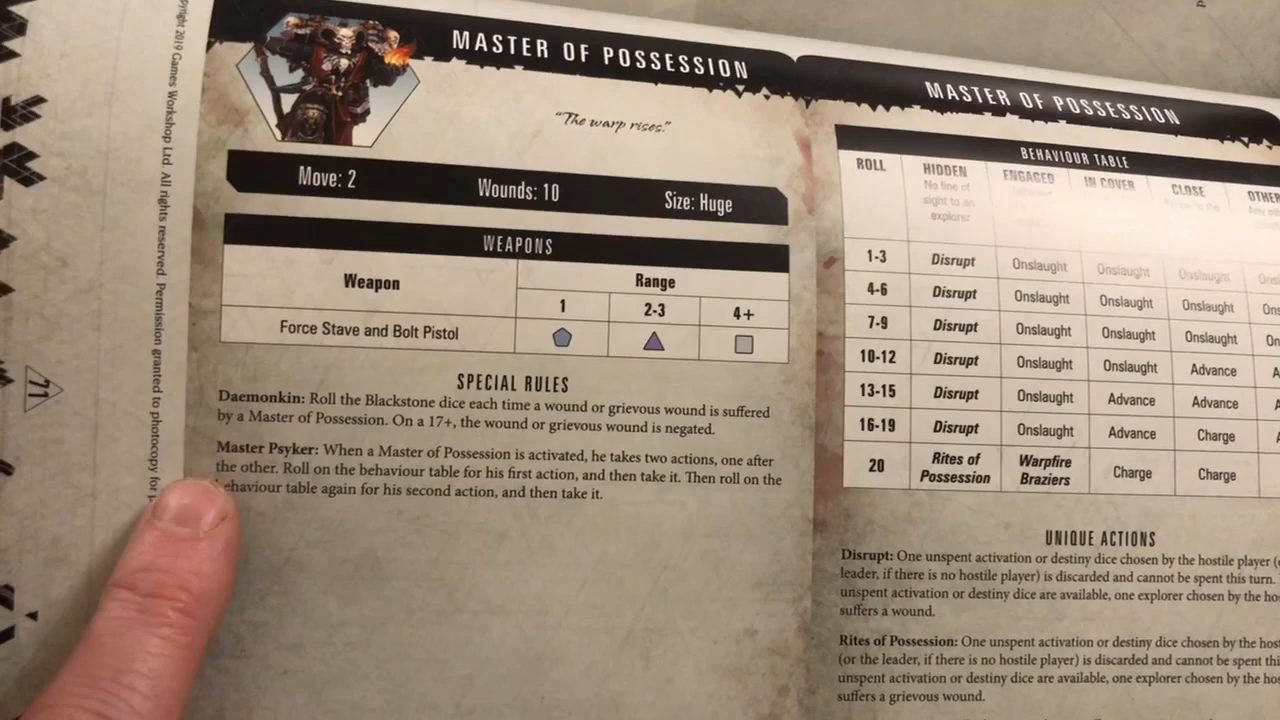 pyright 2019 Games Workshop Ltd. All rights reserved. Permission granted to photocopy for
71
MASTER OF POSSESSION
"The warp rises."
Move: 2 Wounds: 10 Size: Huge
WEAPONS
Weapon Range
1 2-3 4+
Force Stave and Bolt Pistol
SPECIAL RULES
Daemonkin: Roll the Blackstone dice each time a wound or grievous wound is suffered
by a Master of Possession. On a 17+, the wound or grievous wound is negated.
Master Psyker: When a Master of Possession is activated, he takes two actions, one after
the other. Roll on the behaviour table for his first action, and then take it. Then roll on the
ehaviour table again for his second action, and then take it.
MASTER OF POSSESSION
BEHAVIOUR TABLE
ROLL HIDDEN ENGAGED IN COVER CLOSE OTHER
No line of
sight to an
explorer
1-3 Disrupt Onslaught Onslaught Onslaught
4-6 Disrupt Onslaught Onslaught Onslaught Ons
7-9 Disrupt Onslaught Onslaught Onslaught On
10-12 Disrupt Onslaught Onslaught Advance A
13-15 Disrupt Onslaught Advance Advance
16-19 Disrupt Onslaught Advance Charge
20 Rites of Possession Warpfire Braziers Charge Charge
UNIQUE ACTIONS
Disrupt: One unspent activation or destiny dice chosen by the hostile player (
leader, if there is no hostile player) is discarded and cannot be spent this turn.
unspent activation or destiny dice are available, one explorer chosen by the ho
suffers a wound.
Rites of Possession: One unspent activation or destiny dice chosen by the host
(or the leader, if there is no hostile player) is discarded and cannot be spent thi
unspent activation or destiny dice are available, one explorer chosen by the hos
suffers a grievous wound.